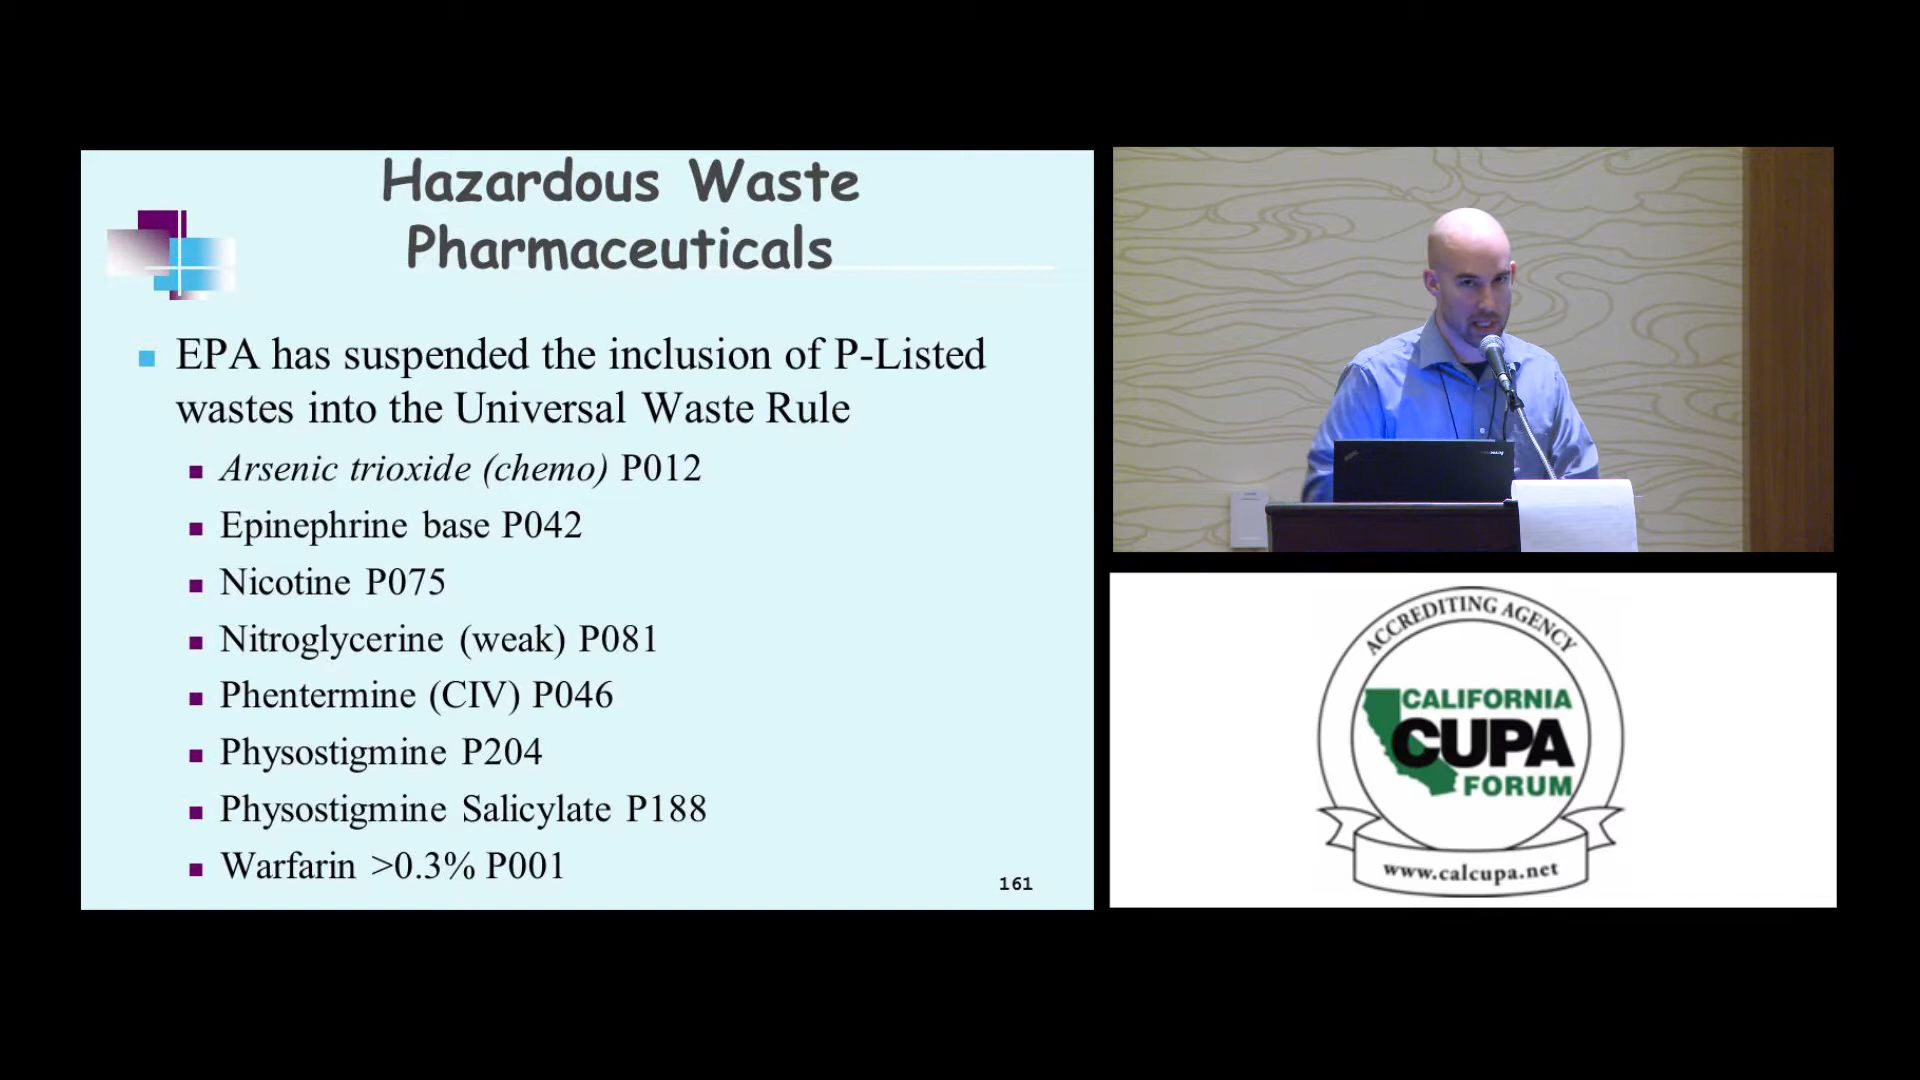 Hazardous Waste
Pharmaceuticals
EPA has suspended the inclusion of P-Listed
wastes into the Universal Waste Rule
Arsenic trioxide (chemo) P012
Epinephrine base P042
Nicotine P075
Nitroglycerine (weak) P081
Phentermine (CIV) P046
Physostigmine P204
Physostigmine Salicylate P188
Warfarin >0.3% P001
161
ACCREDITING AGENCY
CALIFORNIA
CUPA
FORUM
www.calcupa.net